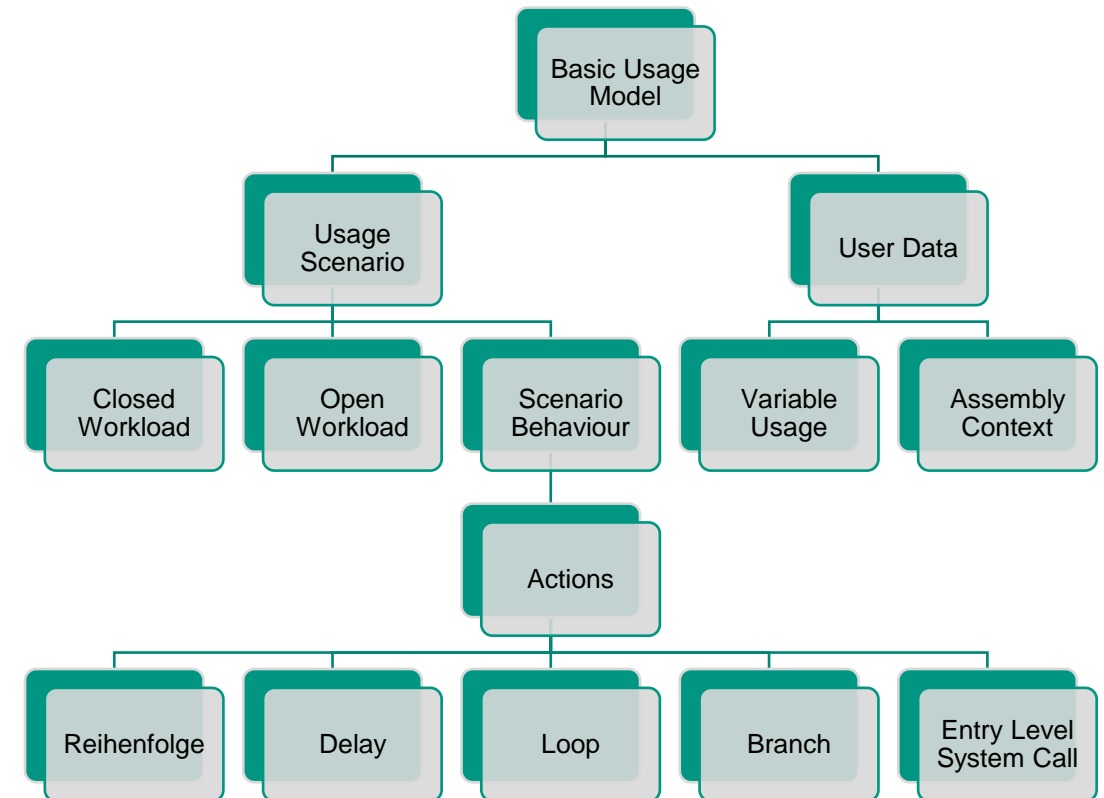 Basic Usage
Model
Usage
Scenario
User Data
Closed
Workload
Open
Workload
Scenario
Behaviour
Variable
Usage
Assembly
Context
Actions
Reihenfolge
Delay
Loop
Branch
Entry Level
System Call